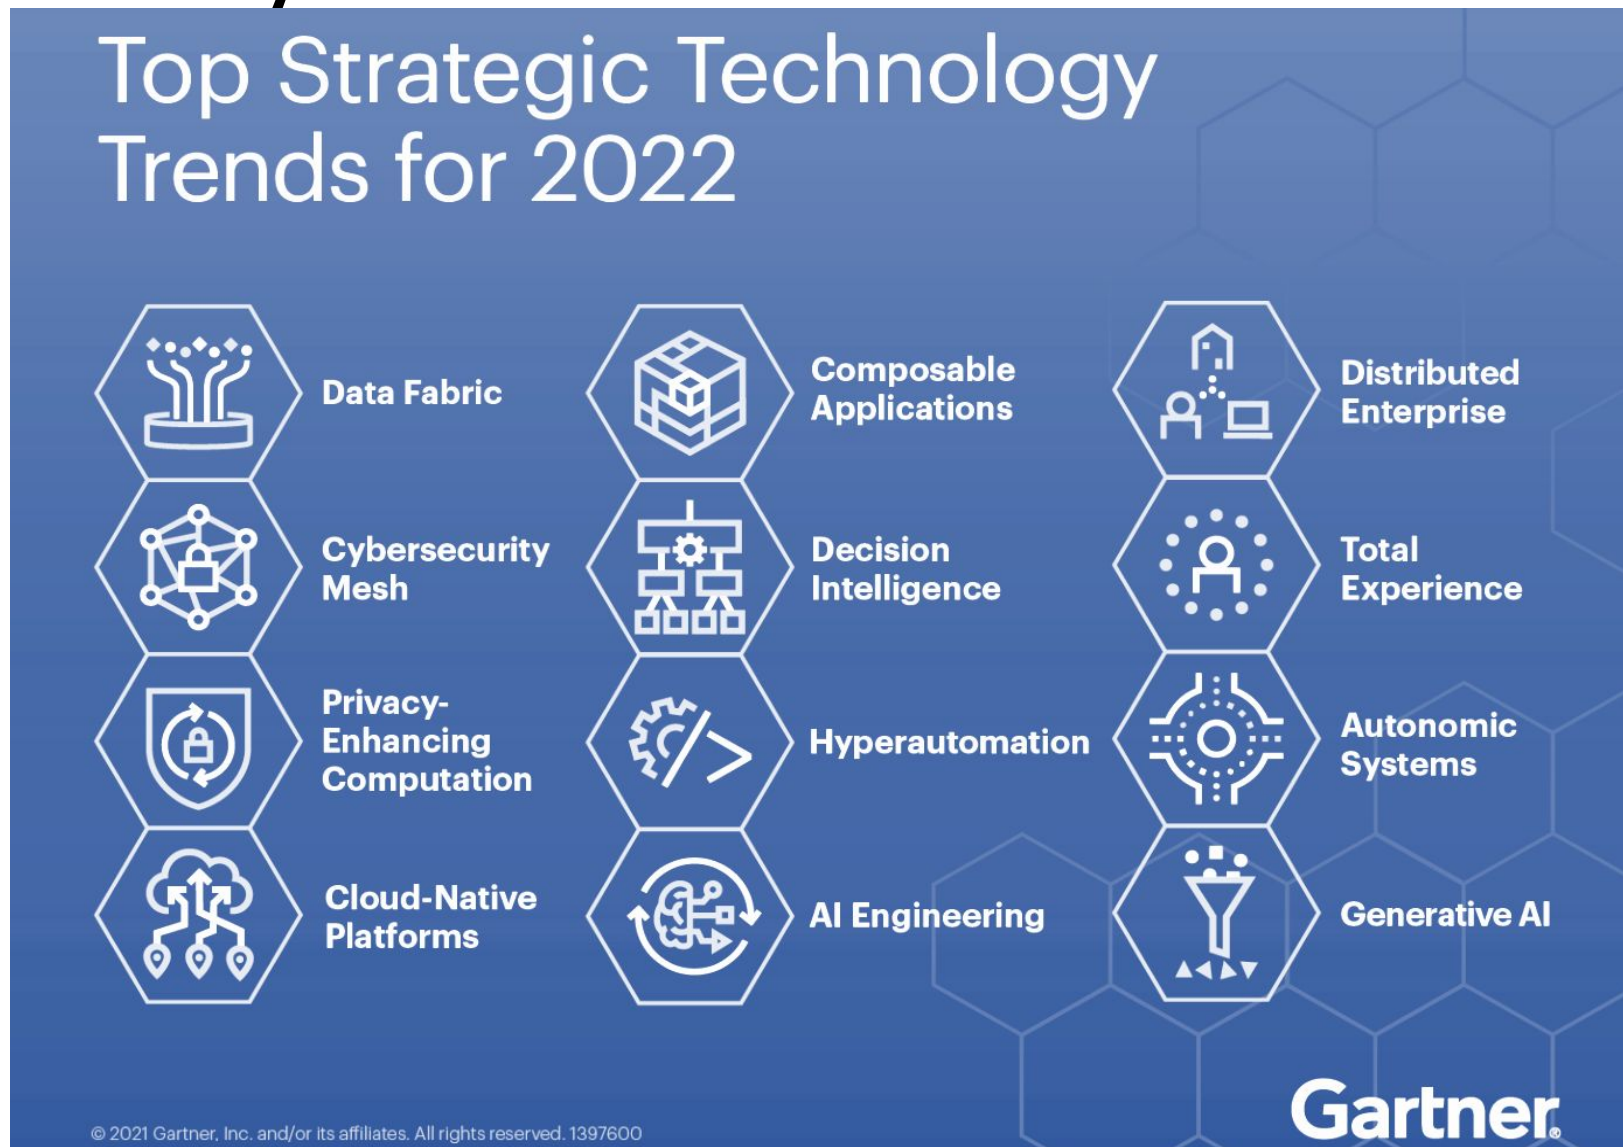 Top Strategic Technology
Trends for 2022
Data Fabric
Cybersecurity
Mesh
Privacy-
Enhancing
Computation
Cloud-Native
Platforms
Composable
Applications
Decision
Intelligence
Hyperautomation
AI Engineering
Distributed
Enterprise
Total
Experience
Autonomic
Systems
Generative AI
© 2021 Gartner, Inc. and/or its affiliates. All rights reserved. 1397600
Gartner®